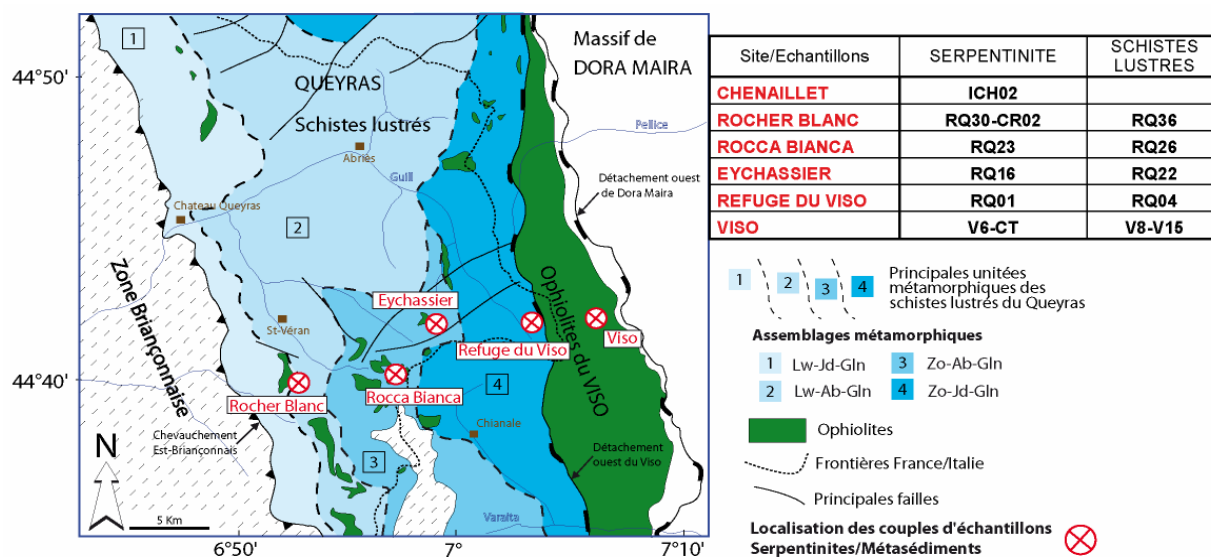 44°50'
44°40'
6°50'
7°
7°10'
1
QUEYRAS
Schistes lustrés
Abriès
Guill
Chateau Queyras
2
Massif de
DORA MAIRA
Pellice
Détachement ouest
de Dora Maira
Zone Briançonnaise
St-Véran
Eychassier
Refuge du Viso
Viso
Ophiolites du VISO
Rocher Blanc
Rocca Bianca
4
Chianale
Chevauchement
Est-Briançonnais
3
Détachement
ouest du Viso
Varaita
N
5 Km
Site/Echantillons SERPENTINITE SCHISTES LUSTRES
CHENAILLET ICH02
ROCHER BLANC RQ30-CR02 RQ36
ROCCA BIANCA RQ23 RQ26
EYCHASSIER RQ16 RQ22
REFUGE DU VISO RQ01 RQ04
VISO V6-CT V8-V15
1 2 3 4
Principales unitées
métamorphiques des
schistes lustrés du Queyras
Assemblages métamorphiques
1 Lw-Jd-Gln
3 Zo-Ab-Gln
2 Lw-Ab-Gln
4 Zo-Jd-Gln
Ophiolites
Frontières France/Italie
Principales failles
Localisation des couples d'échantillons
Serpentinites/Métasédiments